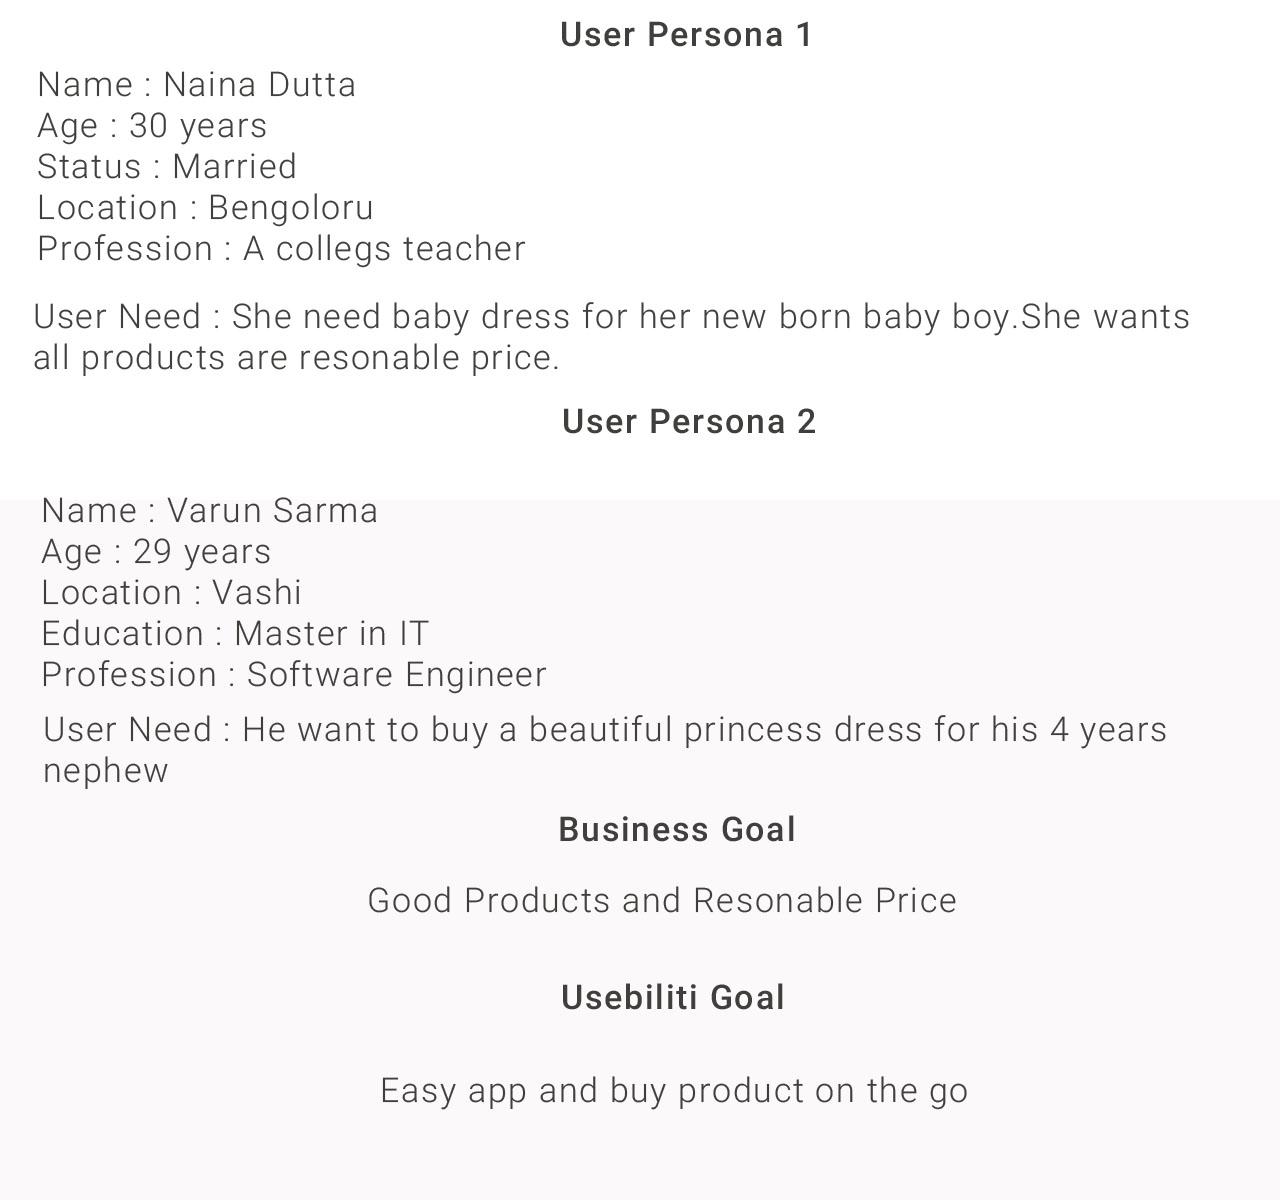 User Persona 1
Name : Naina Dutta
Age : 30 years
Status : Married
Location : Bengoloru
Profession : A collegs teacher
User Need : She need baby dress for her new born baby boy.She wants
all products are resonable price.
User Persona 2
Name : Varun Sarma
Age : 29 years
Location : Vashi
Education : Master in IT
Profession : Software Engineer
User Need : He want to buy a beautiful princess dress for his 4 years
nephew
Business Goal
Good Products and Resonable Price
Usebiliti Goal
Easy app and buy product on the go